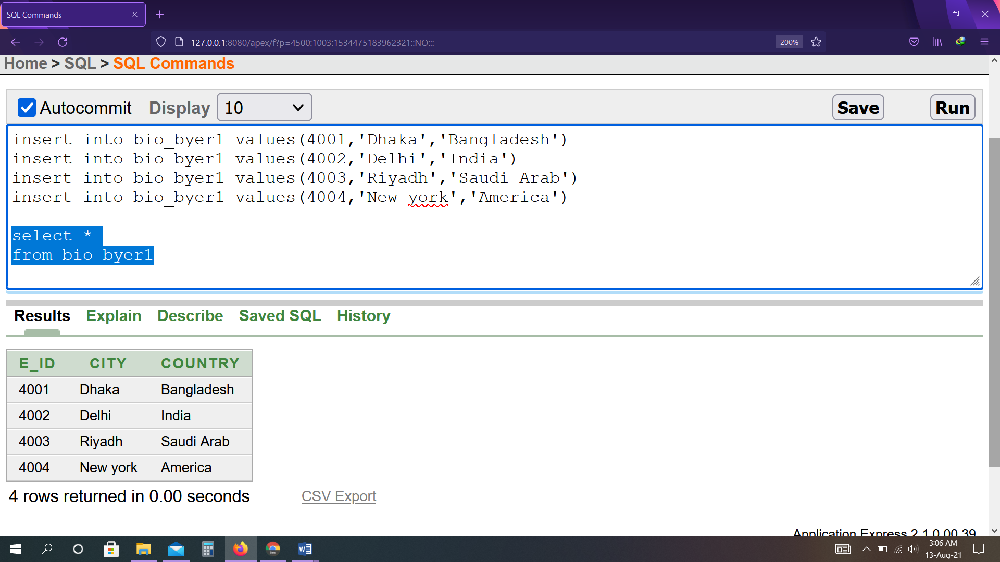 SQL Commands
127.0.0.1:8080/apex/f?p=4500:1003:1534475183962321::NO:::
200%
Home > SQL > SQL Commands
Autocommit Display 10 Save Run
insert into bio_byer1 values(4001,'Dhaka','Bangladesh')
insert into bio_byer1 values(4002,'Delhi','India')
insert into bio_byer1 values(4003,'Riyadh','Saudi Arab')
insert into bio_byer1 values(4004,'New york','America')
select *
from bio_byer1
Results Explain Describe Saved SQL History
E_ID CITY COUNTRY
4001 Dhaka Bangladesh
4002 Delhi India
4003 Riyadh Saudi Arab
4004 New york America
4 rows returned in 0.00 seconds CSV Export
Application Express 2.1.0.00.39
3:06 AM
13-Aug-21